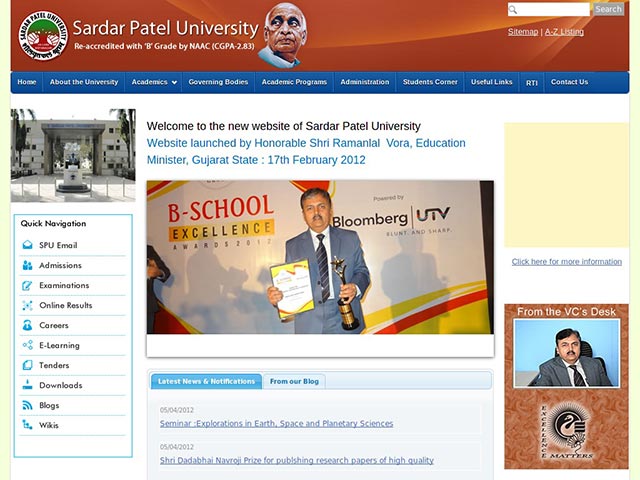 Sardar Patel University
Re-accredited with 'B' Grade by NAAC (CGPA-2.83)
SARDAR PATEL UNIVERSITY
Search
Sitemap | A-Z Listing
Home About the University Academics Governing Bodies Academic Programs Administration Students Corner Useful Links RTI Contact Us
Welcome to the new website of Sardar Patel University
Website launched by Honorable Shri Ramanlal Vora, Education
Minister, Gujarat State : 17th February 2012
Quick Navigation
SPU Email
Admissions
Examinations
Online Results
Careers
E-Learning
Tenders
Downloads
Blogs
Wikis
B-SCHOOL
EXCELLENCE
AWARDS 2012
Powered by
Bloomberg | UTV
BLUNT. AND SHARP.
Latest News & Notifications From our Blog
05/04/2012
Seminar :Explorations in Earth, Space and Planetary Sciences
05/04/2012
Shri Dadabhai Navroji Prize for publshing research papers of high quality
Click here for more information
From the VC's Desk
EXCELLENCE
MATTERS